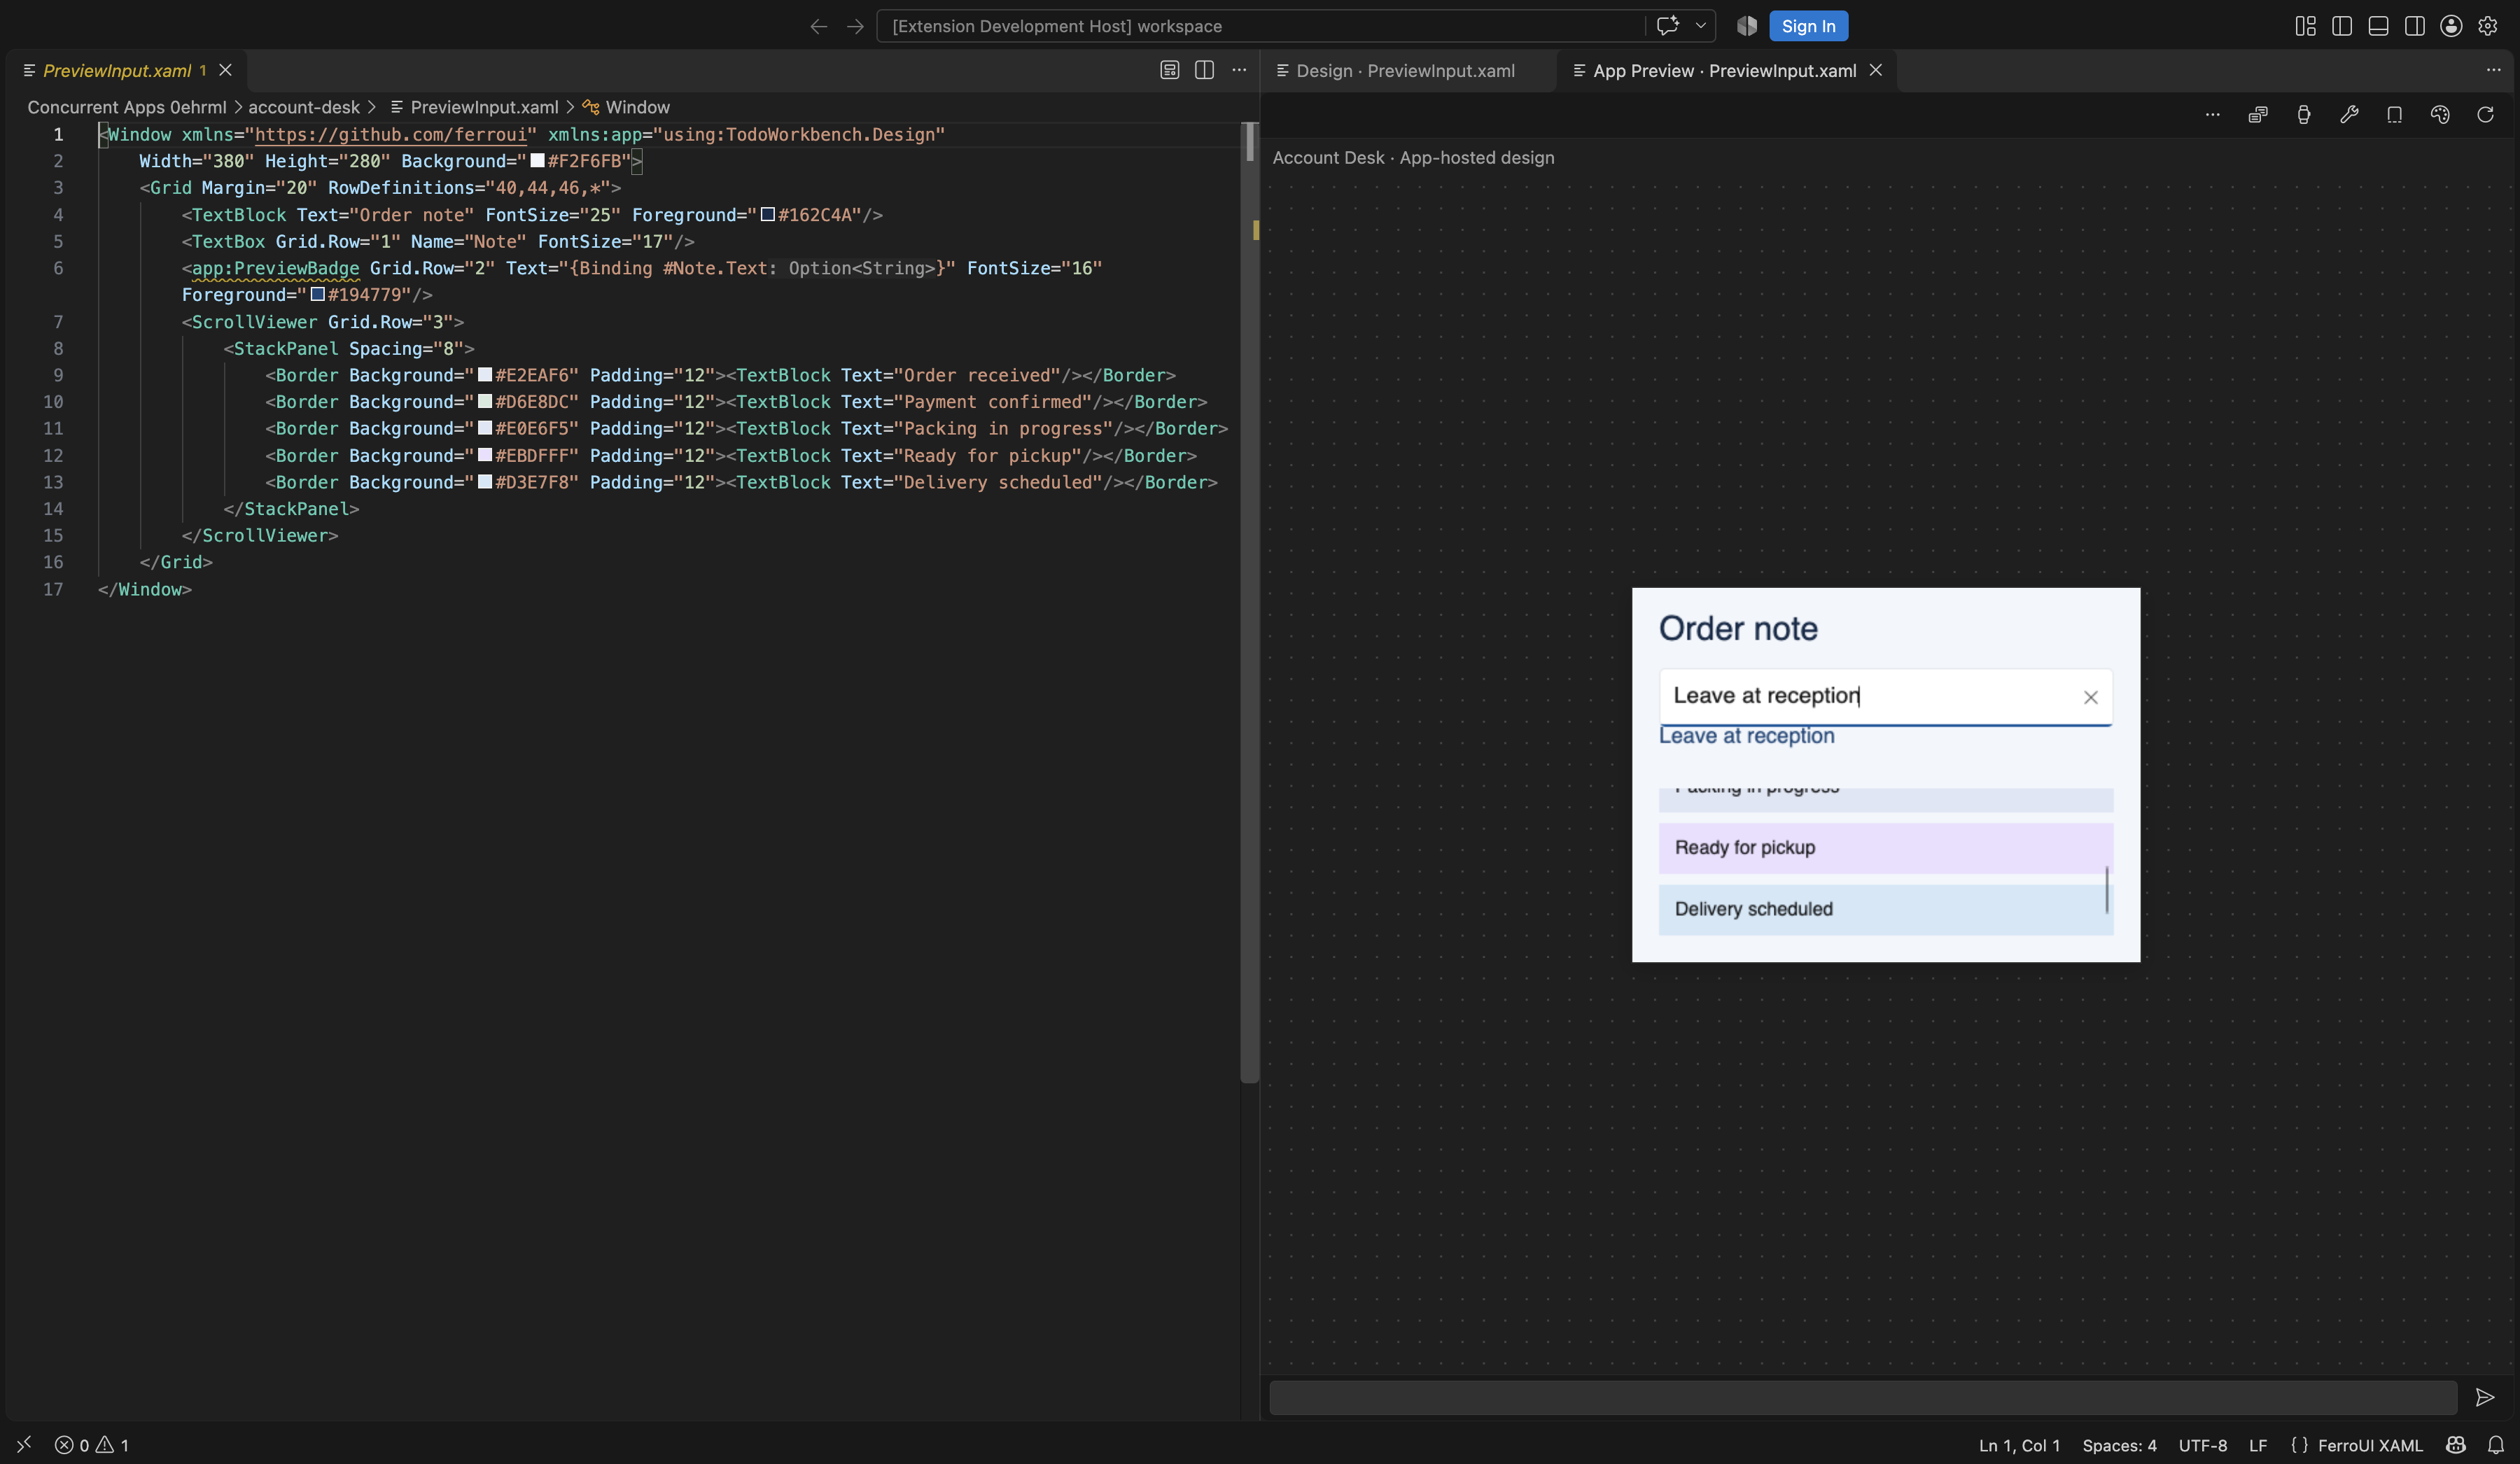 [Extension Development Host] workspace
Sign In
PreviewInput.xaml 1
Design · PreviewInput.xaml
App Preview · PreviewInput.xaml
Concurrent Apps 0ehrml > account-desk > PreviewInput.xaml > Window
1 <Window xmlns="https://github.com/ferroui" xmlns:app="using:TodoWorkbench.Design"
2 Width="380" Height="280" Background="#F2F6FB">
3 <Grid Margin="20" RowDefinitions="40,44,46,*">
4 <TextBlock Text="Order note" FontSize="25" Foreground="#162C4A"/>
5 <TextBox Grid.Row="1" Name="Note" FontSize="17"/>
6 <app:PreviewBadge Grid.Row="2" Text="{Binding #Note.Text: Option<String>}" FontSize="16"
Foreground="#194779"/>
7 <ScrollViewer Grid.Row="3">
8 <StackPanel Spacing="8">
9 <Border Background="#E2EAF6" Padding="12"><TextBlock Text="Order received"/></Border>
10 <Border Background="#D6E8DC" Padding="12"><TextBlock Text="Payment confirmed"/></Border>
11 <Border Background="#E0E6F5" Padding="12"><TextBlock Text="Packing in progress"/></Border>
12 <Border Background="#EBDFFF" Padding="12"><TextBlock Text="Ready for pickup"/></Border>
13 <Border Background="#D3E7F8" Padding="12"><TextBlock Text="Delivery scheduled"/></Border>
14 </StackPanel>
15 </ScrollViewer>
16 </Grid>
17 </Window>
Account Desk · App-hosted design
Order note
Leave at reception
Leave at reception
Packing in progress
Ready for pickup
Delivery scheduled
0 1
Ln 1, Col 1 Spaces: 4 UTF-8 LF {} FerroUI XAML